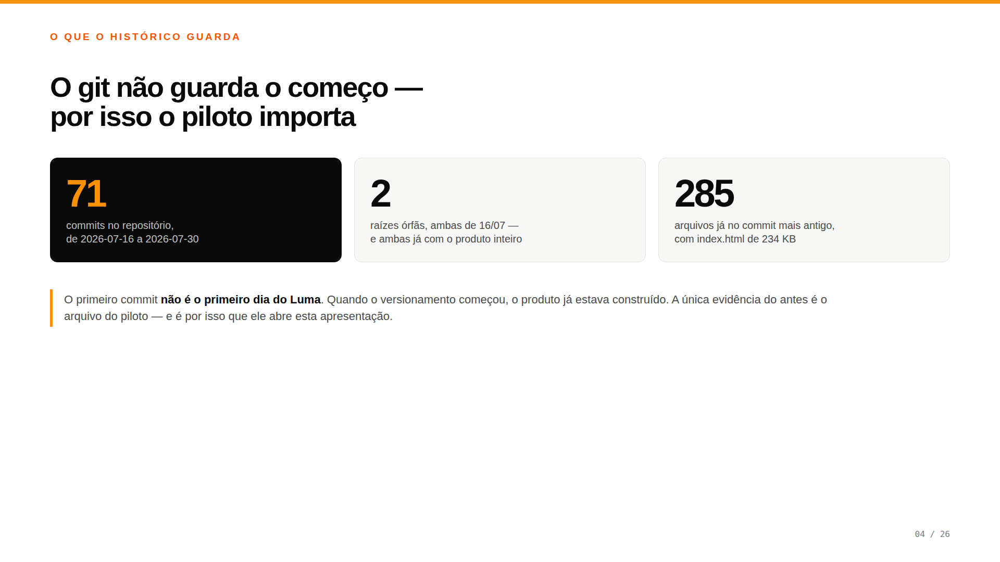 O QUE O HISTÓRICO GUARDA
O git não guarda o começo —
por isso o piloto importa
71
commits no repositório,
de 2026-07-16 a 2026-07-30
2
raízes órfãs, ambas de 16/07 —
e ambas já com o produto inteiro
285
arquivos já no commit mais antigo,
com index.html de 234 KB
O primeiro commit não é o primeiro dia do Luma. Quando o versionamento começou, o produto já estava construído. A única evidência do antes é o
arquivo do piloto — e é por isso que ele abre esta apresentação.
04 / 26